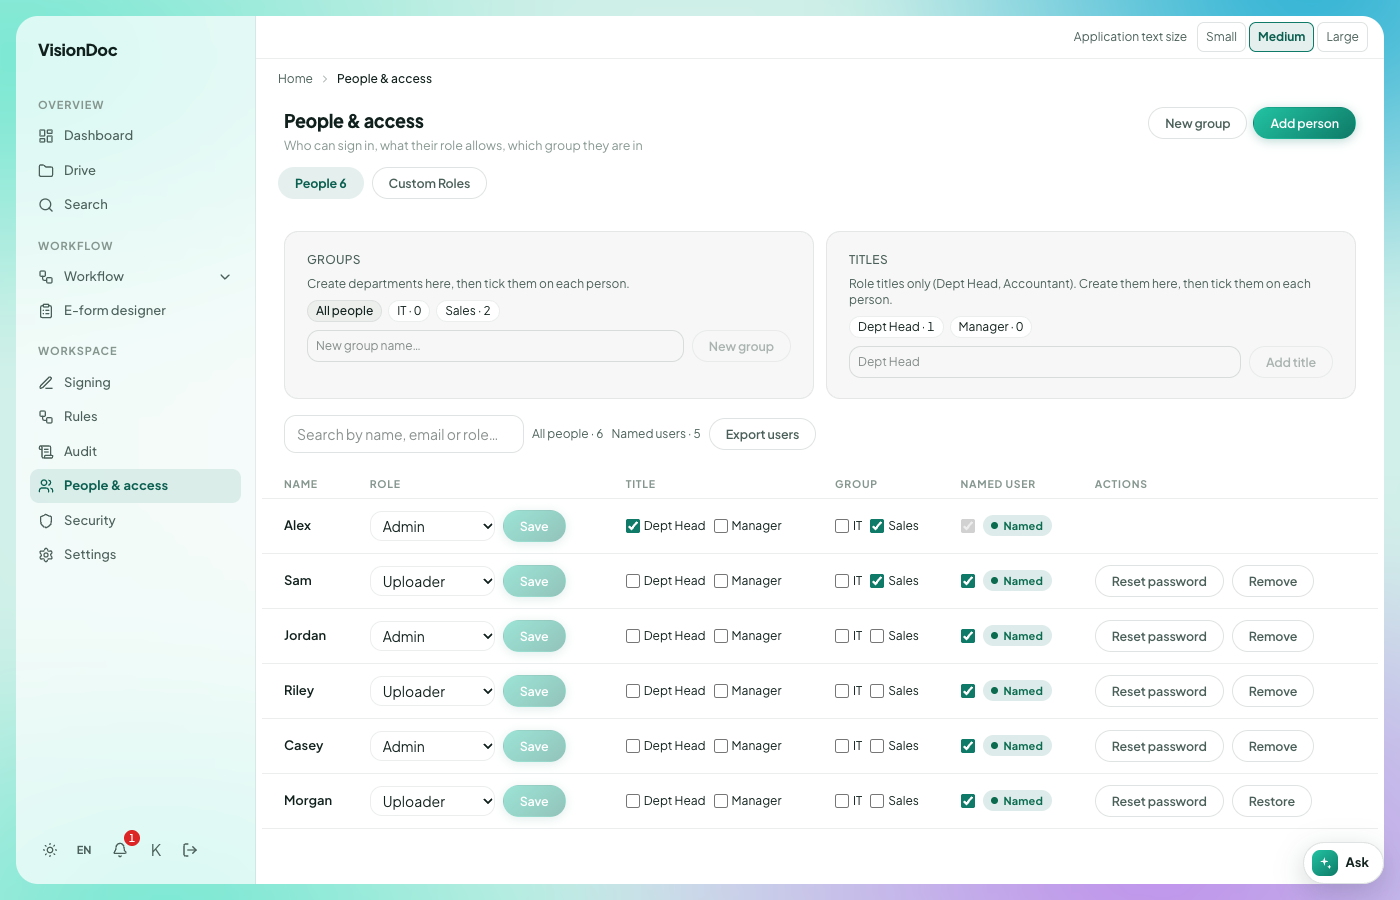 VisionDoc
OVERVIEW
Dashboard
Drive
Search
WORKFLOW
Workflow
E-form designer
WORKSPACE
Signing
Rules
Audit
People & access
Security
Settings
EN
1
K
Application text size Small Medium Large
Home > People & access
People & access
Who can sign in, what their role allows, which group they are in
New group Add person
People 6 Custom Roles
GROUPS
Create departments here, then tick them on each person.
All people IT · 0 Sales · 2
New group name... New group
TITLES
Role titles only (Dept Head, Accountant). Create them here, then tick them on each
person.
Dept Head · 1 Manager · 0
Dept Head Add title
Search by name, email or role... All people · 6 Named users · 5 Export users
NAME ROLE TITLE GROUP NAMED USER ACTIONS
Alex Admin Save Dept Head Manager IT Sales Named
Sam Uploader Save Dept Head Manager IT Sales Named Reset password Remove
Jordan Admin Save Dept Head Manager IT Sales Named Reset password Remove
Riley Uploader Save Dept Head Manager IT Sales Named Reset password Remove
Casey Admin Save Dept Head Manager IT Sales Named Reset password Remove
Morgan Uploader Save Dept Head Manager IT Sales Named Reset password Restore
Ask